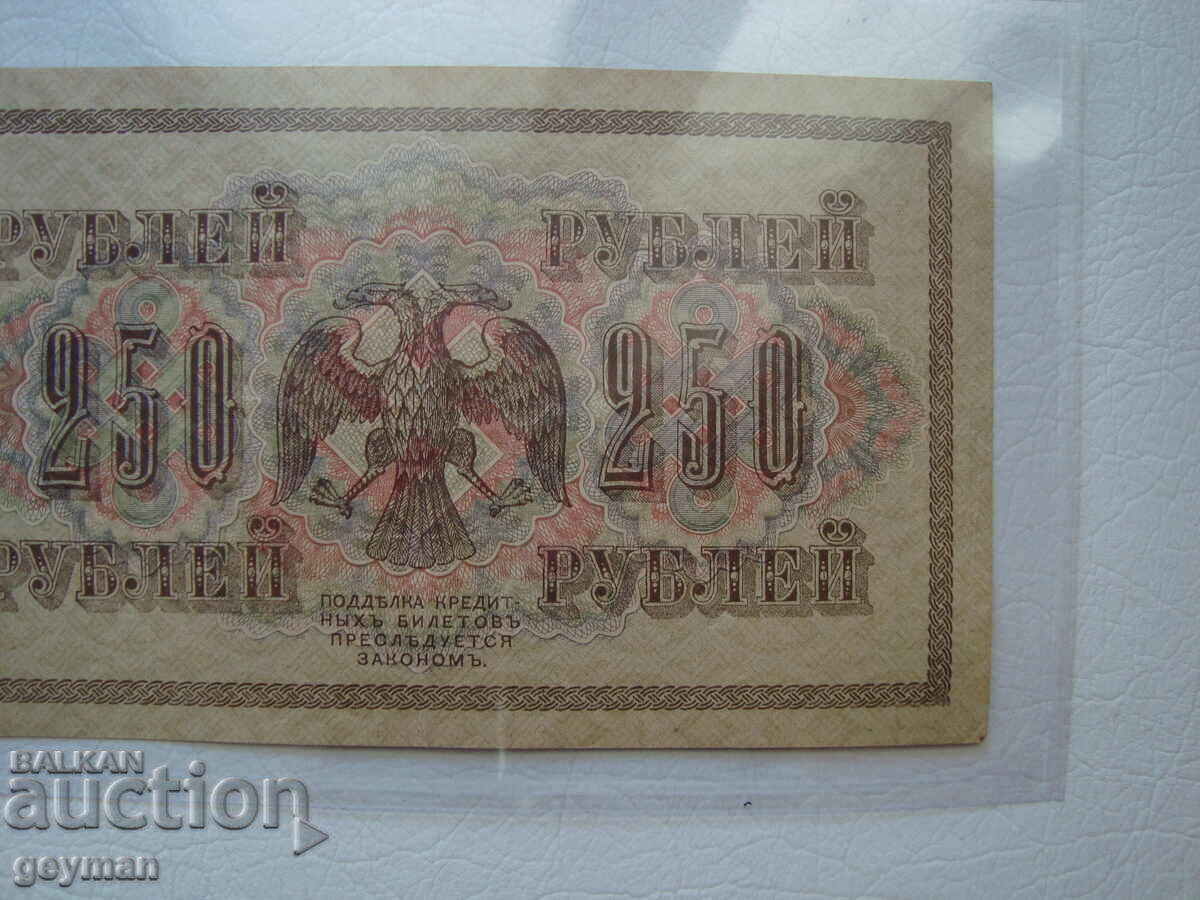 РУБЛЕЙ РУБЛЕЙ
250 250
РУБЛЕЙ РУБЛЕЙ
ПОДДѢЛКА КРЕДИТ-
НЫХЪ БИЛЕТОВЪ
ПРЕСЛѢДУЕТСЯ
ЗАКОНОМЪ.
BALKAN
auction
geyman